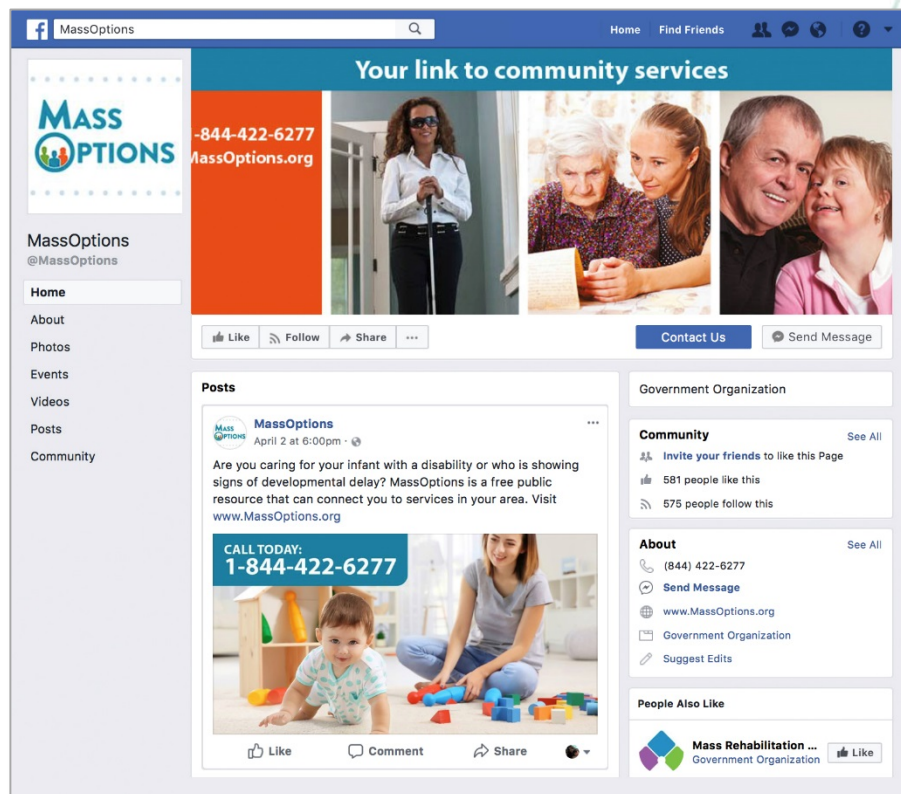 MassOptions
Home Find Friends
MASS
OPTIONS
Your link to community services
-844-422-6277
MassOptions.org
MassOptions
@MassOptions
Home
About
Photos
Events
Videos
Posts
Community
Like Follow Share ...
Contact Us Send Message
Posts
MASS
OPTIONS
MassOptions
April 2 at 6:00pm ·
Are you caring for your infant with a disability or who is showing
signs of developmental delay? MassOptions is a free public
resource that can connect you to services in your area. Visit
www.MassOptions.org
CALL TODAY:
1-844-422-6277
Like Comment Share
Government Organization
Community See All
Invite your friends to like this Page
581 people like this
575 people follow this
About See All
(844) 422-6277
Send Message
www.MassOptions.org
Government Organization
Suggest Edits
People Also Like
Mass Rehabilitation ...
Government Organization
Like